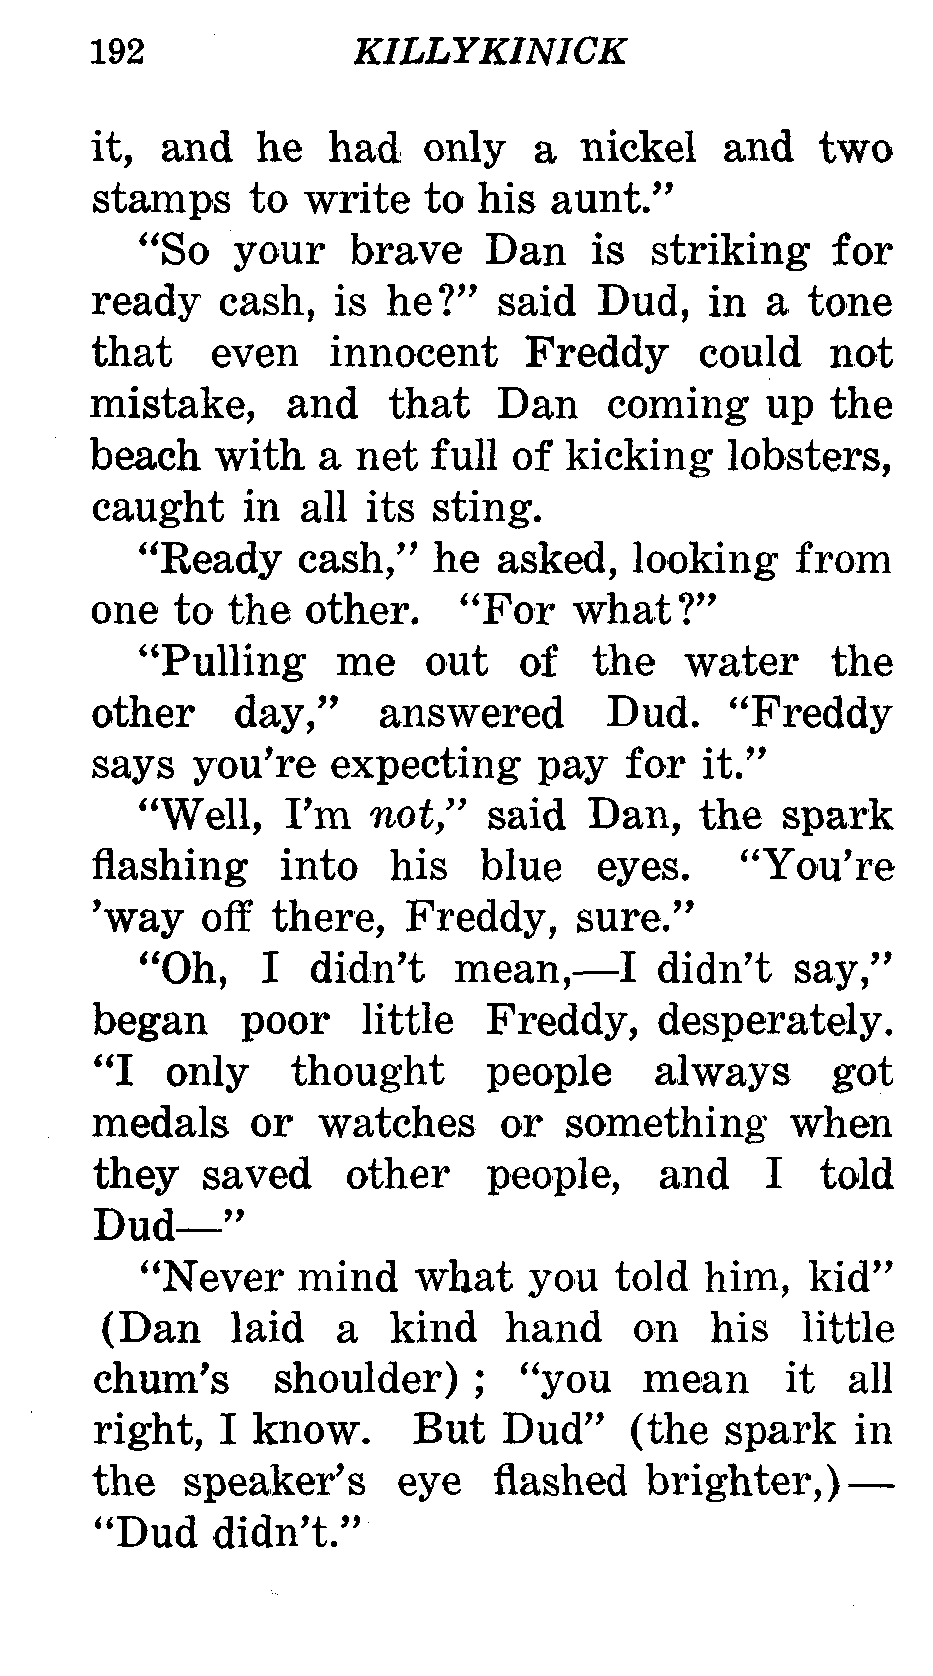 192 KILLYKINICK
it, and he had only a nickel and two
stamps to write to his aunt.”
“So your brave Dan is striking for
ready cash, is he?” said Dud, in a tone
that even innocent Freddy could not
mistake, and that Dan coming up the
beach with a net full of kicking lobsters,
caught in all its sting.
“Ready cash,” he asked, looking from
one to the other. “For what?”
“Pulling me out of the water the
other day,” answered Dud. “Freddy
says you’re expecting pay for it.”
“Well, I’m not,” said Dan, the spark
flashing into his blue eyes. “You’re
’way off there, Freddy, sure.”
“Oh, I didn’t mean,—I didn’t say,”
began poor little Freddy, desperately.
“I only thought people always got
medals or watches or something when
they saved other people, and I told
Dud—”
“Never mind what you told him, kid”
(Dan laid a kind hand on his little
chum’s shoulder) ; “you mean it all
right, I know. But Dud” (the spark in
the speaker’s eye flashed brighter,)—
“Dud didn’t.”